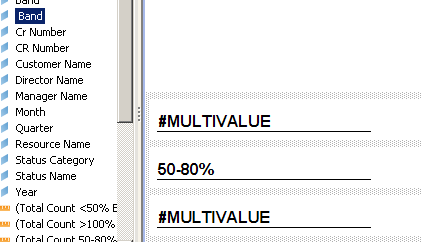 Band
Band
Cr Number
CR Number
Customer Name
Director Name
Manager Name
Month
Quarter
Resource Name
Status Category
Status Name
Year
(Total Count <50% E
(Total Count >100%
(Total Count 50-80%
#MULTIVALUE
50-80%
#MULTIVALUE